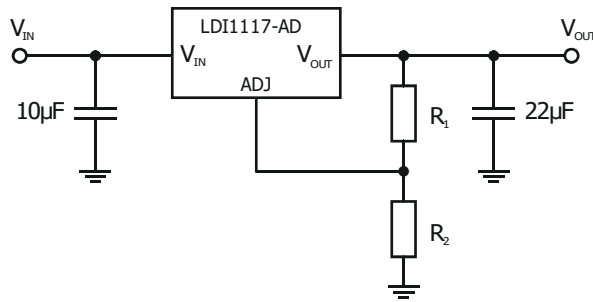 V_IN
LDI1117-AD
V_OUT
V_IN
V_OUT
ADJ
10µF
R_1
22µF
R_2